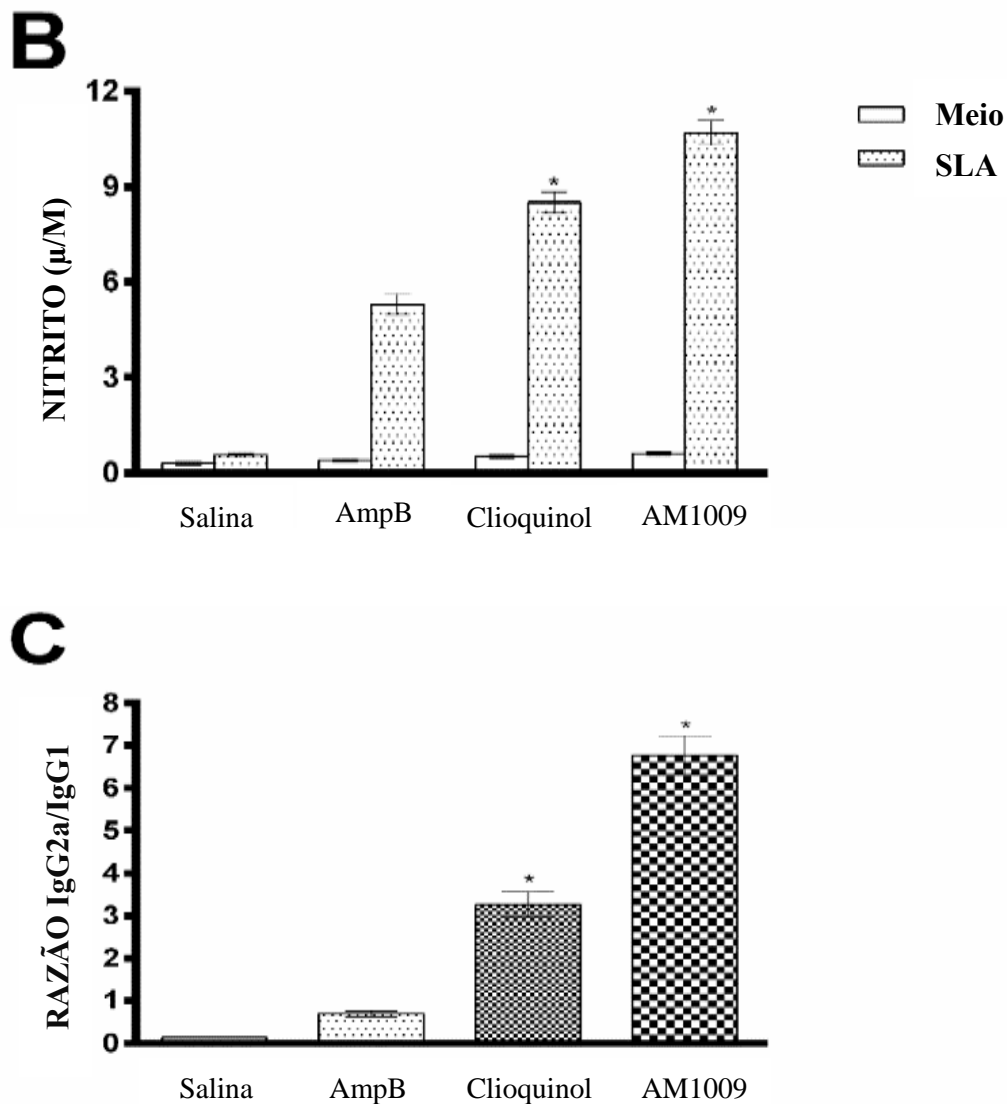 B
NITRITO (µ/M)
12
9
6
3
0
*
*
Meio
SLA
Salina AmpB Clioquinol AM1009
C
RAZÃO IgG2a/IgG1
8
7
6
5
4
3
2
1
0
*
*
Salina AmpB Clioquinol AM1009